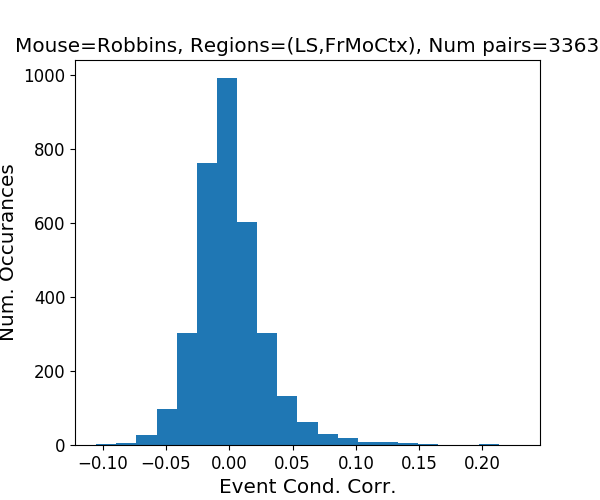 Mouse=Robbins, Regions=(LS,FrMoCtx), Num pairs=3363
1000
800
600
400
200
0
Num. Occurances
−0.10 −0.05 0.00 0.05 0.10 0.15 0.20
Event Cond. Corr.